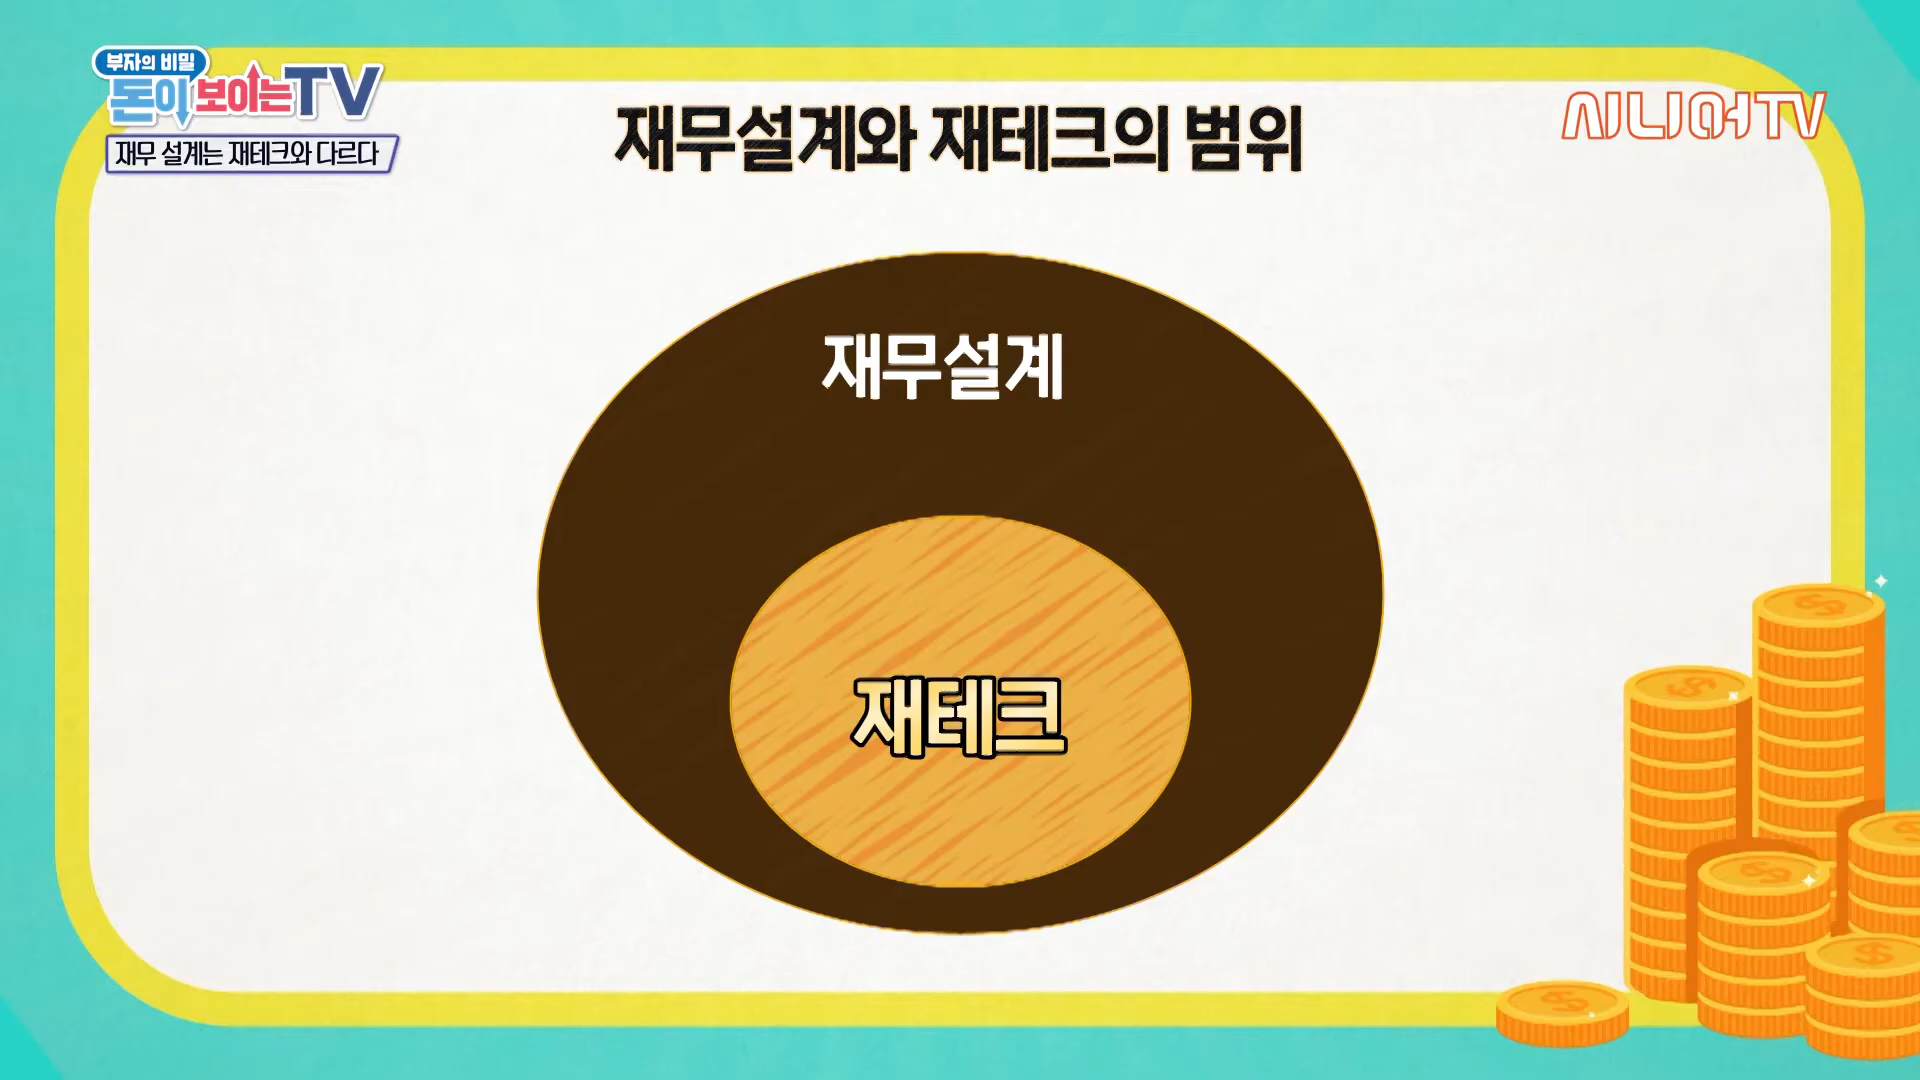 부자의 비밀
돈이 보이는TV
재무 설계는 재테크와 다르다
재무설계와 재테크의 범위
시니어TV
재무설계
재테크